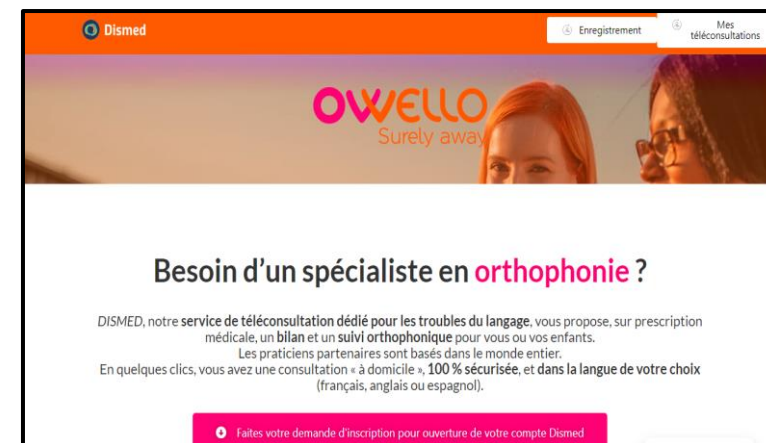 Dismed
Enregistrement
Mes
téléconsultations
OWELLO
Surely away
Besoin d'un spécialiste en orthophonie ?
DISMED, notre service de téléconsultation dédié pour les troubles du langage, vous propose, sur prescription
médicale, un bilan et un suivi orthophonique pour vous ou vos enfants.
Les praticiens partenaires sont basés dans le monde entier.
En quelques clics, vous avez une consultation « à domicile », 100 % sécurisée, et dans la langue de votre choix
(français, anglais ou espagnol).
Faites votre demande d'inscription pour ouverture de votre compte Dismed